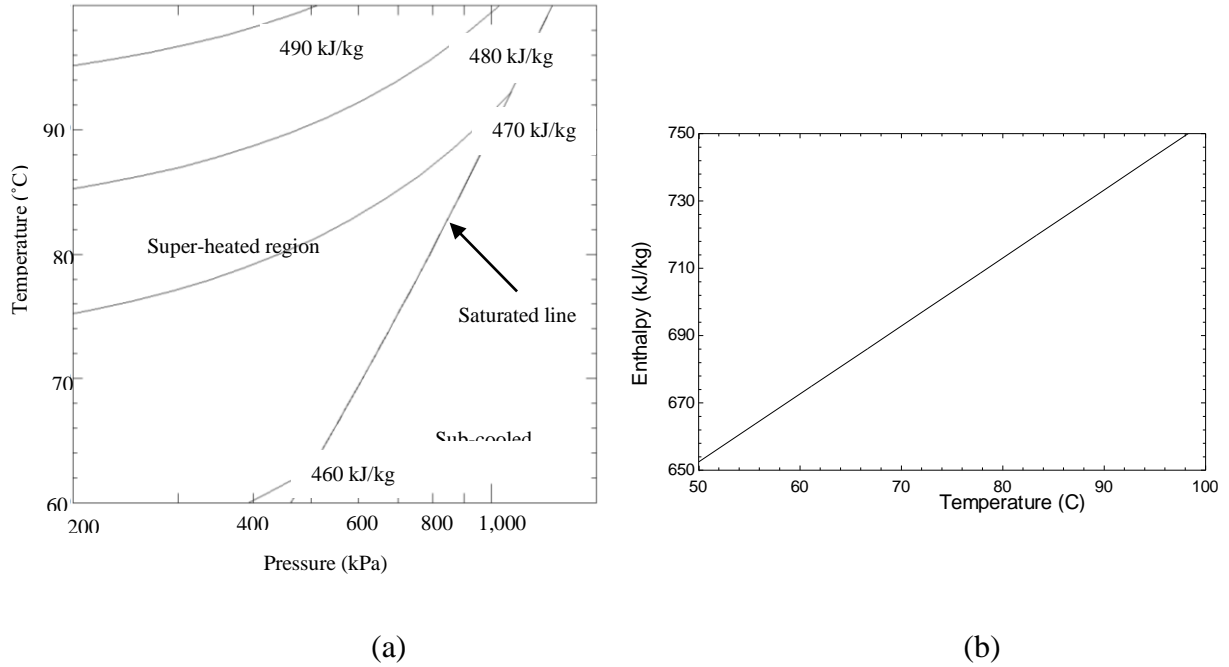 490 kJ/kg
480 kJ/kg
470 kJ/kg
90
Super-heated region
80
Saturated line
70
Sub-cooled
460 kJ/kg
60
200
400
600
800
1,000
Temperature (˚C)
Pressure (kPa)
(a)
750
730
710
690
670
650
50
60
70
80
90
100
Enthalpy (kJ/kg)
Temperature (C)
(b)